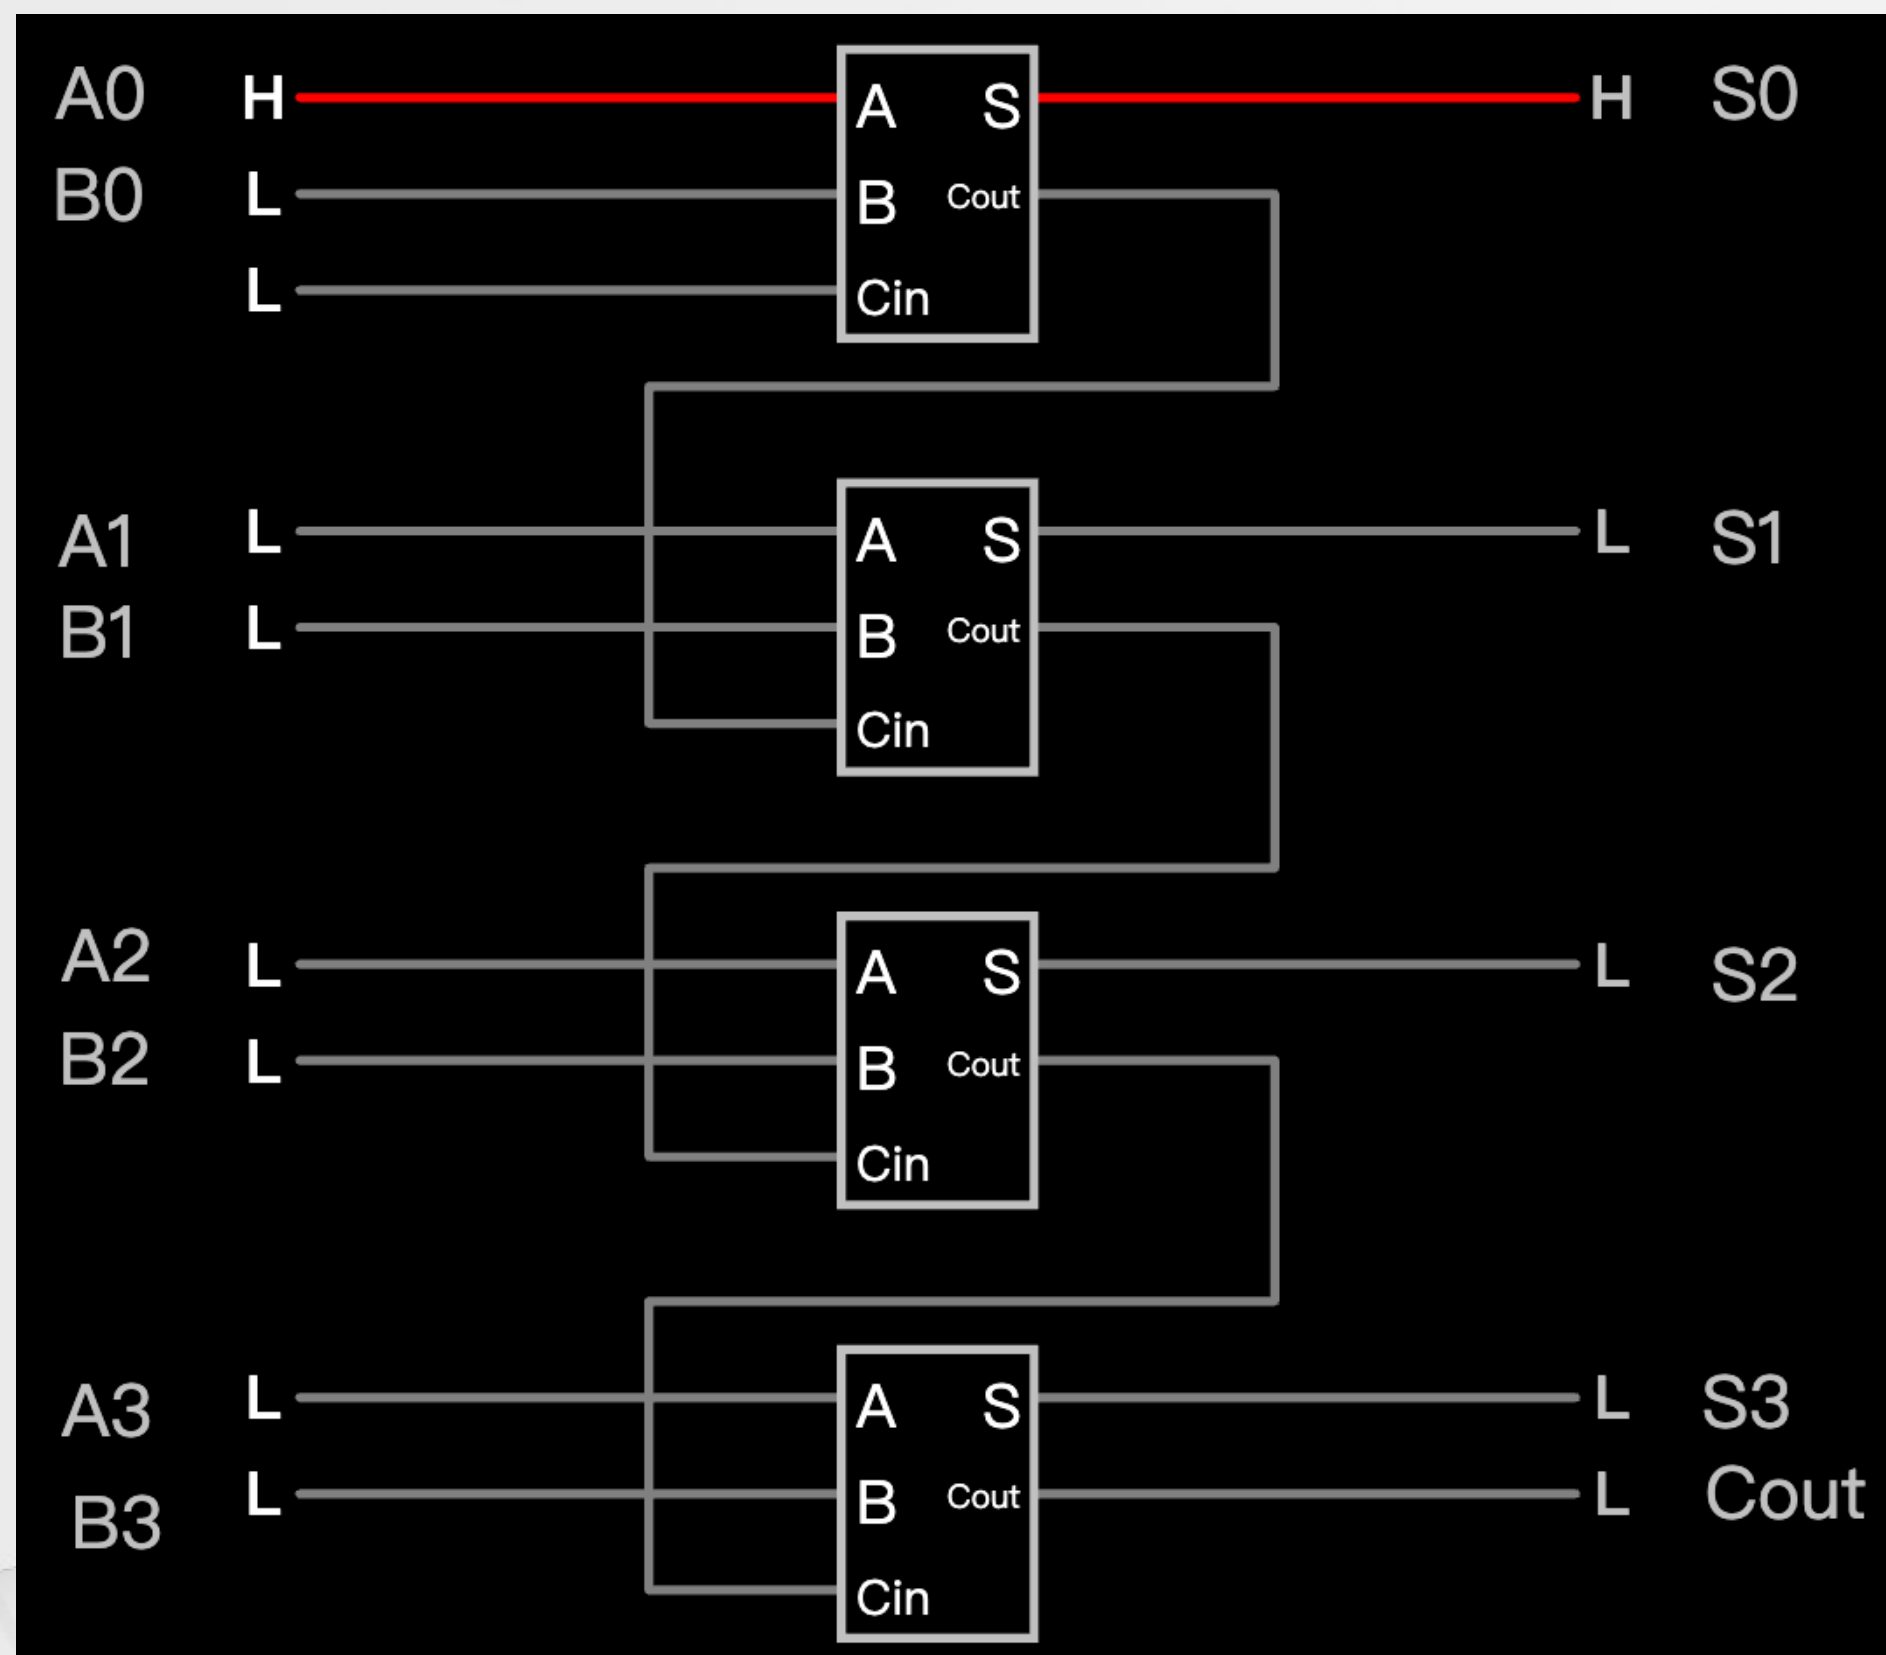 A0 H A S H S0
B0 L B Cout
L Cin
A1 L A S L S1
B1 L B Cout
Cin
A2 L A S L S2
B2 L B Cout
Cin
A3 L A S L S3
B3 L B Cout L Cout
Cin